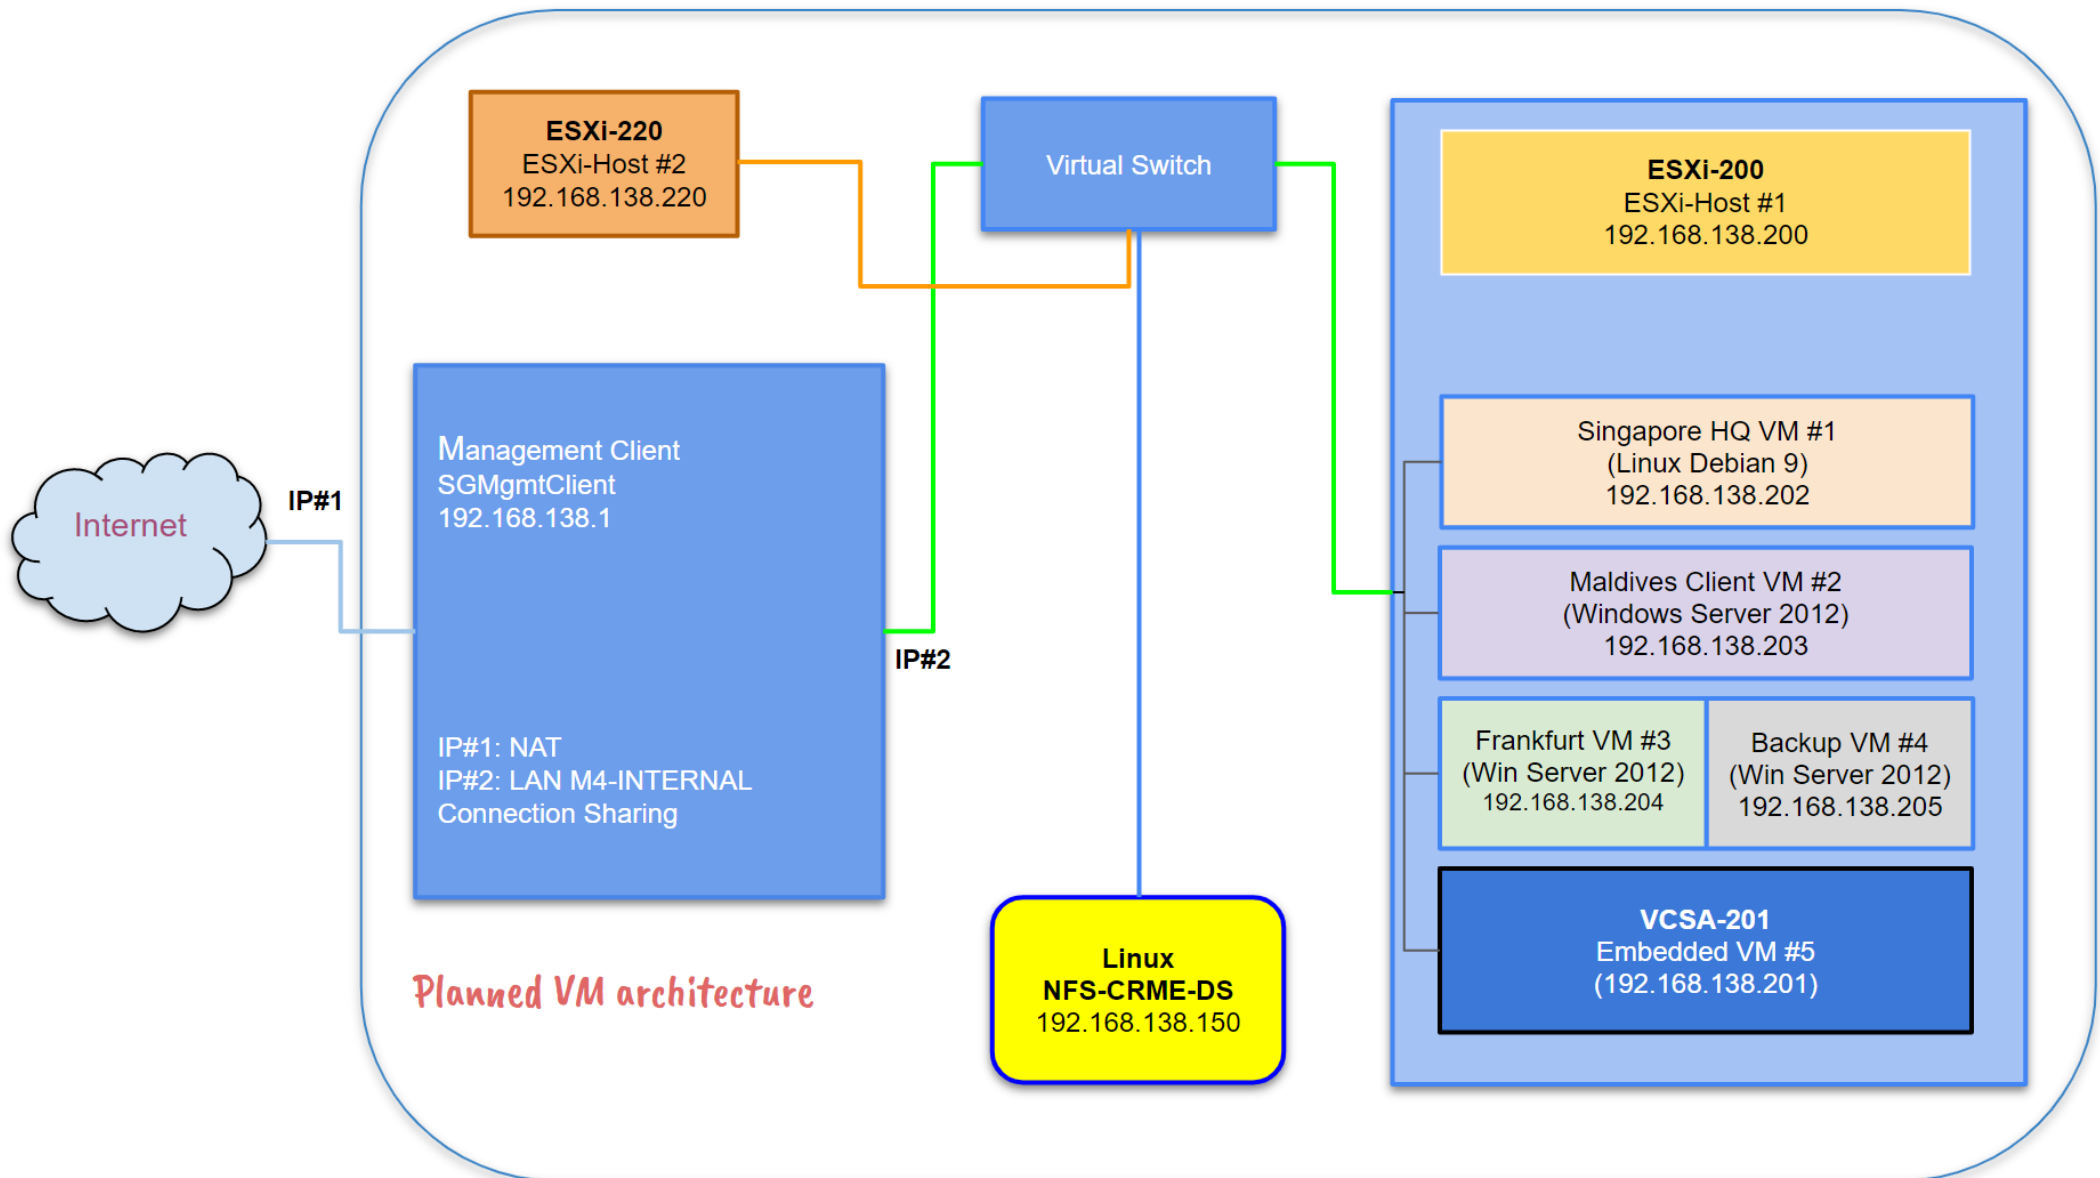 ESXi-220
ESXi-Host #2
192.168.138.220
Virtual Switch
ESXi-200
ESXi-Host #1
192.168.138.200
Internet
IP#1
Management Client
SGMgmtClient
192.168.138.1
IP#1: NAT
IP#2: LAN M4-INTERNAL
Connection Sharing
IP#2
Singapore HQ VM #1
(Linux Debian 9)
192.168.138.202
Maldives Client VM #2
(Windows Server 2012)
192.168.138.203
Frankfurt VM #3
(Win Server 2012)
192.168.138.204
Backup VM #4
(Win Server 2012)
192.168.138.205
VCSA-201
Embedded VM #5
(192.168.138.201)
Linux
NFS-CRME-DS
192.168.138.150
Planned VM architecture